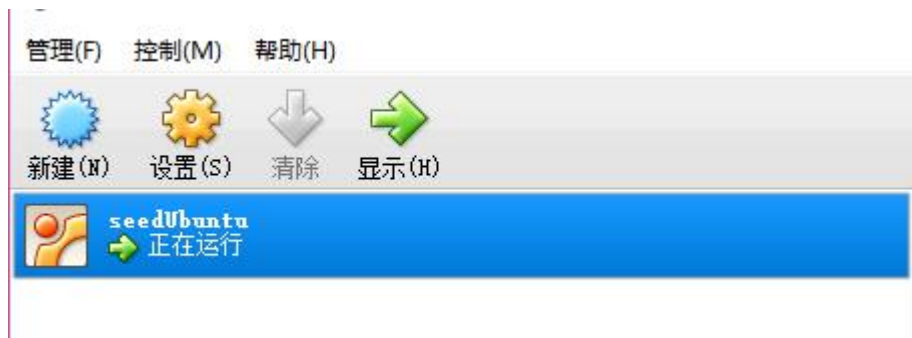 管理(F) 控制(M) 帮助(H)
新建(N) 设置(S) 清除 显示(H)
seedUbuntu
正在运行